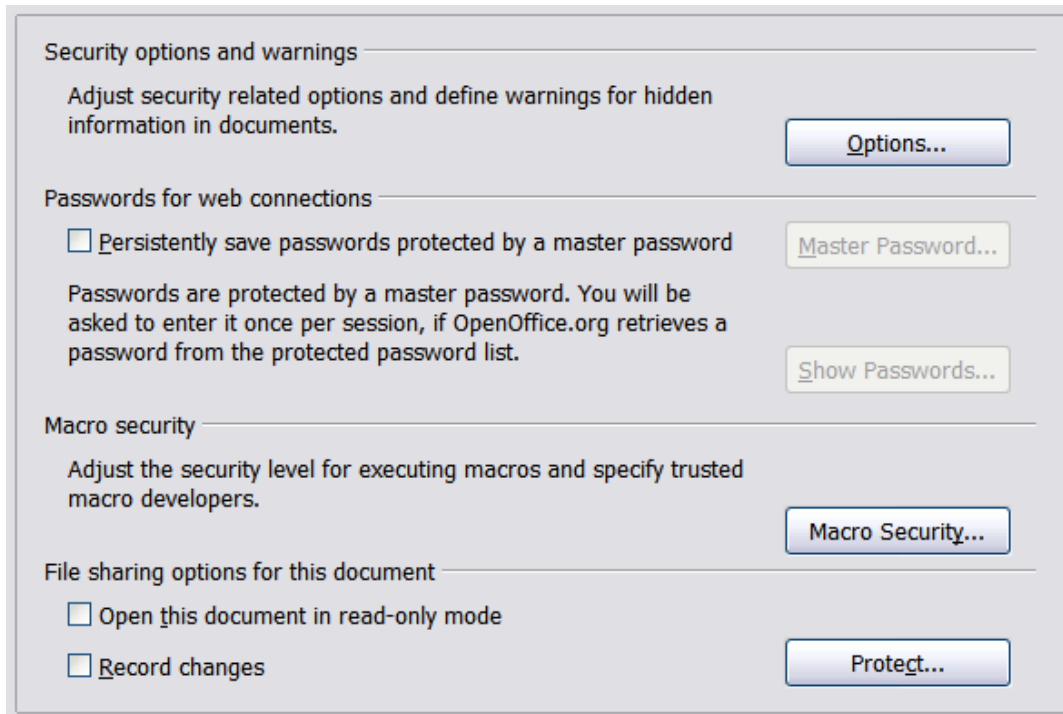 Security options and warnings
Adjust security related options and define warnings for hidden
information in documents.
Options...
Passwords for web connections
Persistently save passwords protected by a master password
Master Password...
Passwords are protected by a master password. You will be
asked to enter it once per session, if OpenOffice.org retrieves a
password from the protected password list.
Show Passwords...
Macro security
Adjust the security level for executing macros and specify trusted
macro developers.
Macro Security...
File sharing options for this document
Open this document in read-only mode
Record changes
Protect...